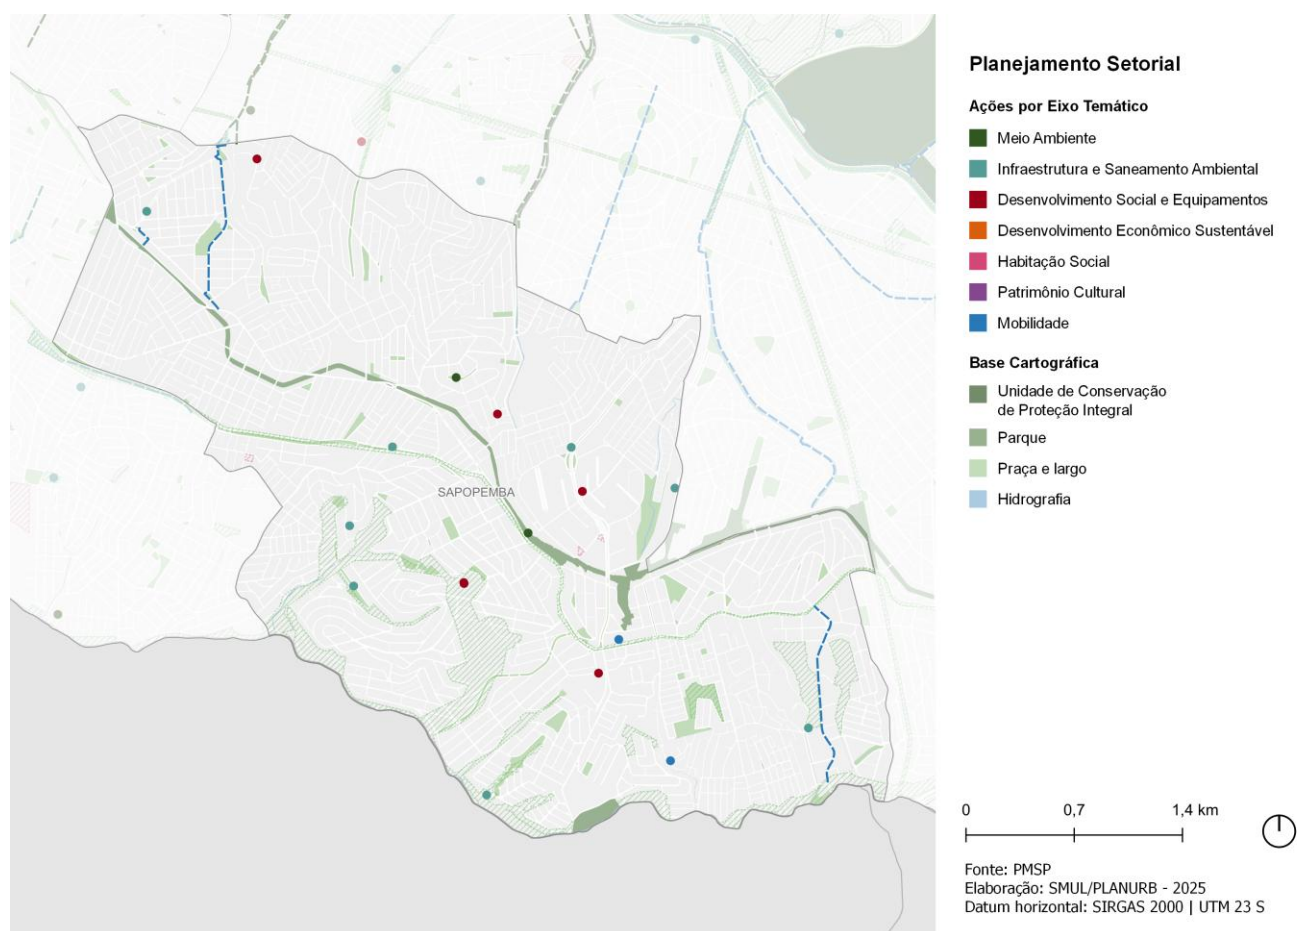 SAPOPEMBA
Planejamento Setorial
Ações por Eixo Temático
Meio Ambiente
Infraestrutura e Saneamento Ambiental
Desenvolvimento Social e Equipamentos
Desenvolvimento Econômico Sustentável
Habitação Social
Patrimônio Cultural
Mobilidade
Base Cartográfica
Unidade de Conservação
de Proteção Integral
Parque
Praça e largo
Hidrografia
0 0,7 1,4 km
Fonte: PMSP
Elaboração: SMUL/PLANURB - 2025
Datum horizontal: SIRGAS 2000 | UTM 23 S